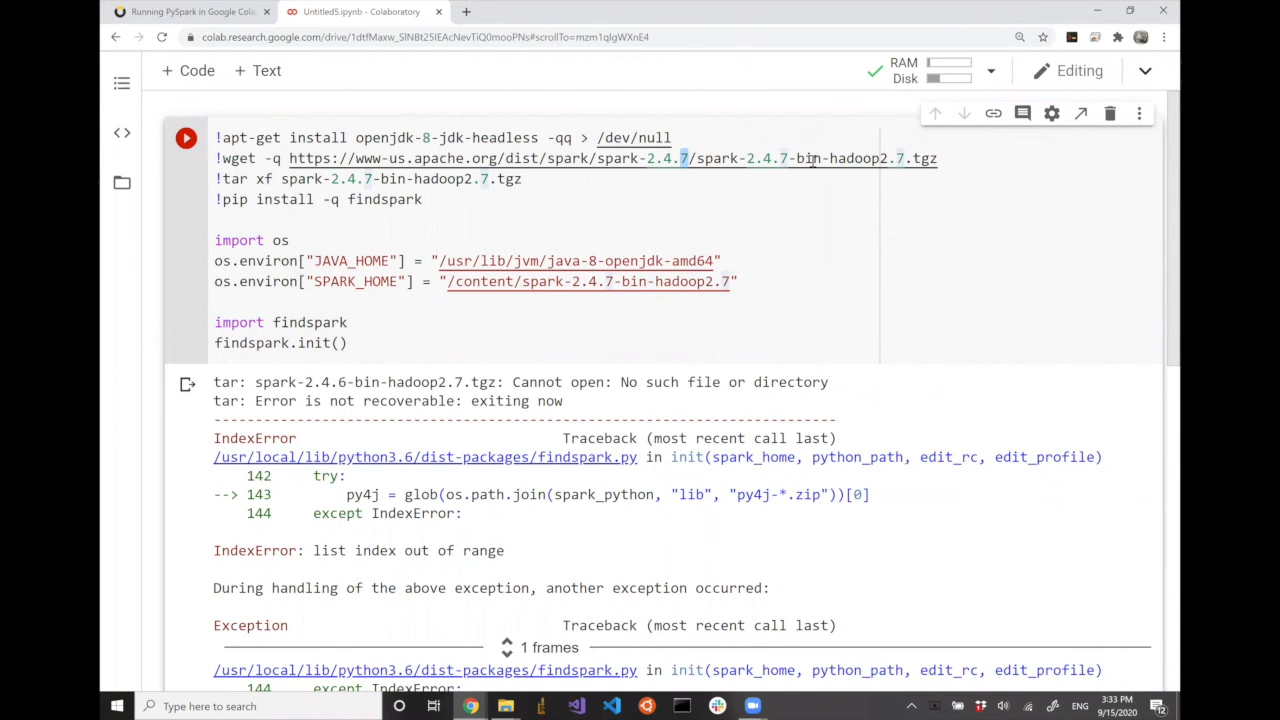 Running PySpark in Google Cola
Untitled5.ipynb - Colaboratory
colab.research.google.com/drive/1dtfMaxw_SlNBt25IEAcNevTiQ0mooPNs#scrollTo=mzm1qlgWXnE4
+ Code + Text
RAM
Disk
Editing
!apt-get install openjdk-8-jdk-headless -qq > /dev/null
!wget -q https://www-us.apache.org/dist/spark/spark-2.4.7/spark-2.4.7-bin-hadoop2.7.tgz
!tar xf spark-2.4.7-bin-hadoop2.7.tgz
!pip install -q findspark
import os
os.environ["JAVA_HOME"] = "/usr/lib/jvm/java-8-openjdk-amd64"
os.environ["SPARK_HOME"] = "/content/spark-2.4.7-bin-hadoop2.7"
import findspark
findspark.init()
tar: spark-2.4.6-bin-hadoop2.7.tgz: Cannot open: No such file or directory
tar: Error is not recoverable: exiting now
---------------------------------------------------------------------------
IndexError Traceback (most recent call last)
/usr/local/lib/python3.6/dist-packages/findspark.py in init(spark_home, python_path, edit_rc, edit_profile)
142 try:
--> 143 py4j = glob(os.path.join(spark_python, "lib", "py4j-*.zip"))[0]
144 except IndexError:
IndexError: list index out of range
During handling of the above exception, another exception occurred:
Exception Traceback (most recent call last)
1 frames
/usr/local/lib/python3.6/dist-packages/findspark.py in init(spark_home, python_path, edit_rc, edit_profile)
144 except IndexError:
Type here to search
3:33 PM
9/15/2020
12